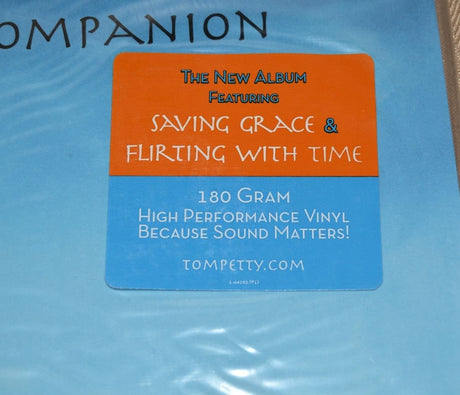 OMPANION
THE NEW ALBUM
FEATURING
SAVING GRACE &
FLIRTING WITH TIME
180 GRAM
HIGH PERFORMANCE VINYL
BECAUSE SOUND MATTERS!
TOMPETTY.COM